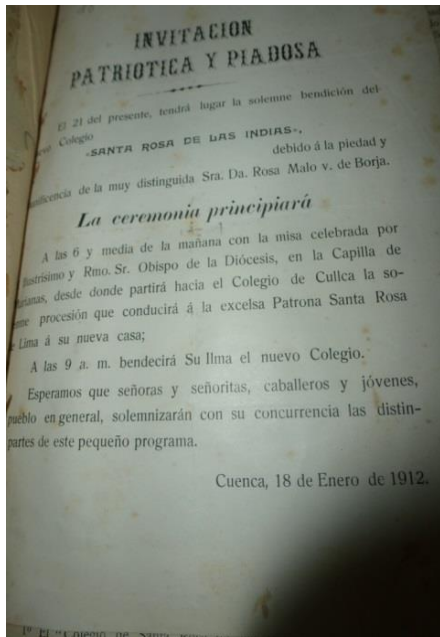 INVITACION
PATRIOTICA Y PIADOSA
El 21 del presente, tendrá lugar la solemne bendición del
Colegio
«SANTA ROSA DE LAS INDIAS»,
debido á la piedad y
nificencia de la muy distinguida Sra. Da. Rosa Malo v. de Borja.
La ceremonia principiará
A las 6 y media de la mañana con la misa celebrada por
Ilustrísimo y Rmo. Sr. Obispo de la Diócesis, en la Capilla de
Marianas, desde donde partirá hacia el Colegio de Cullca la so-
mne procesión que conducirá á la excelsa Patrona Santa Rosa
Lima á su nueva casa;
A las 9 a. m. bendecirá Su Ilma el nuevo Colegio.
Esperamos que señoras y señoritas, caballeros y jóvenes,
pueblo en general, solemnizarán con su concurrencia las distin-
partes de este pequeño programa.
Cuenca, 18 de Enero de 1912.